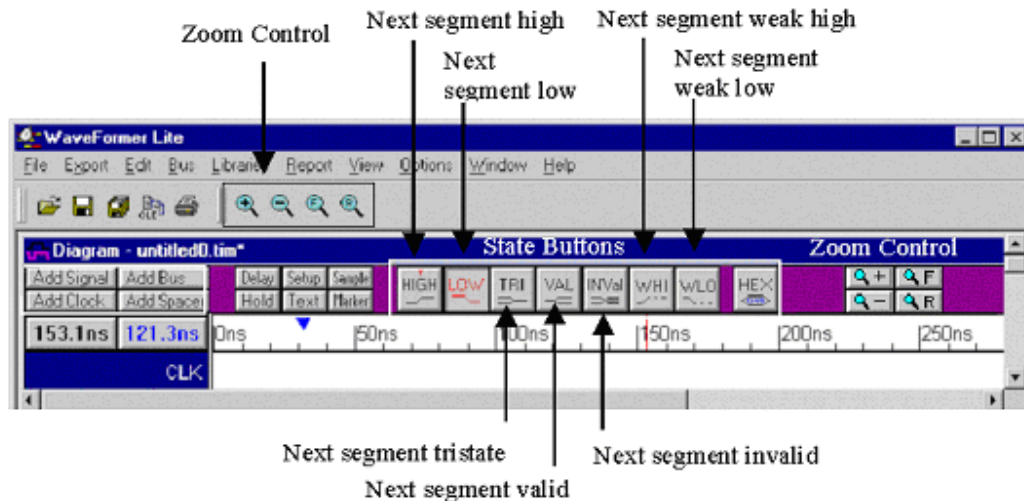 Zoom Control
Next segment high
Next segment weak high
Next
segment low
Next segment
weak low
WaveFormer Lite
File Export Edit Bus Libraries Report View Options Window Help
OLE
Diagram - untitled0.tim*
State Buttons
Zoom Control
Add Signal Add Bus Delay Setup Sample HIGH LOW TRI VAL INVal WHI WLO HEX + F
Add Clock Add Spacer Hold Text Marker - R
153.1ns 121.3ns 0ns 50ns 100ns 150ns 200ns 250ns
CLK
Next segment tristate
Next segment invalid
Next segment valid